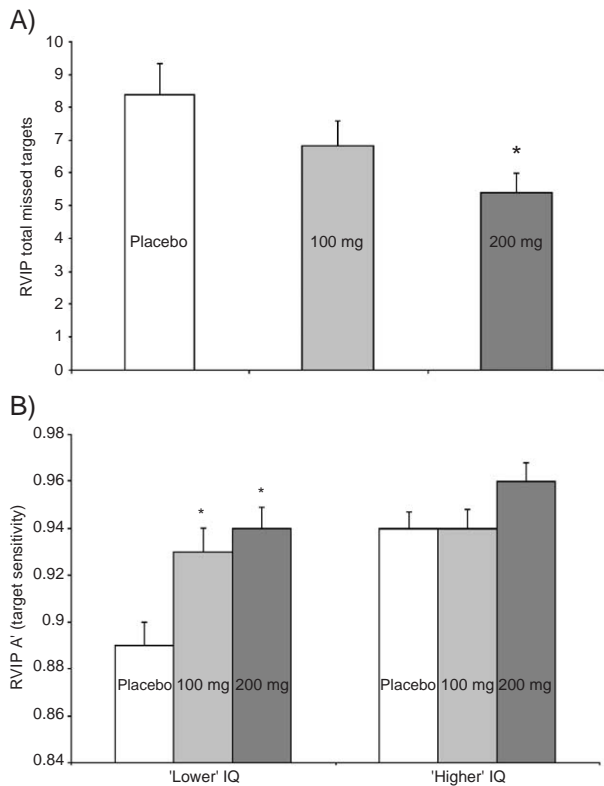 A)
RVIP total missed targets
10
9
8
7
6
5
4
3
2
1
0
*
Placebo
100 mg
200 mg
B)
RVIP A' (target sensitivity)
0.98
0.96
0.94
0.92
0.9
0.88
0.86
0.84
* *
Placebo 100 mg 200 mg Placebo 100 mg 200 mg
'Lower' IQ 'Higher' IQ